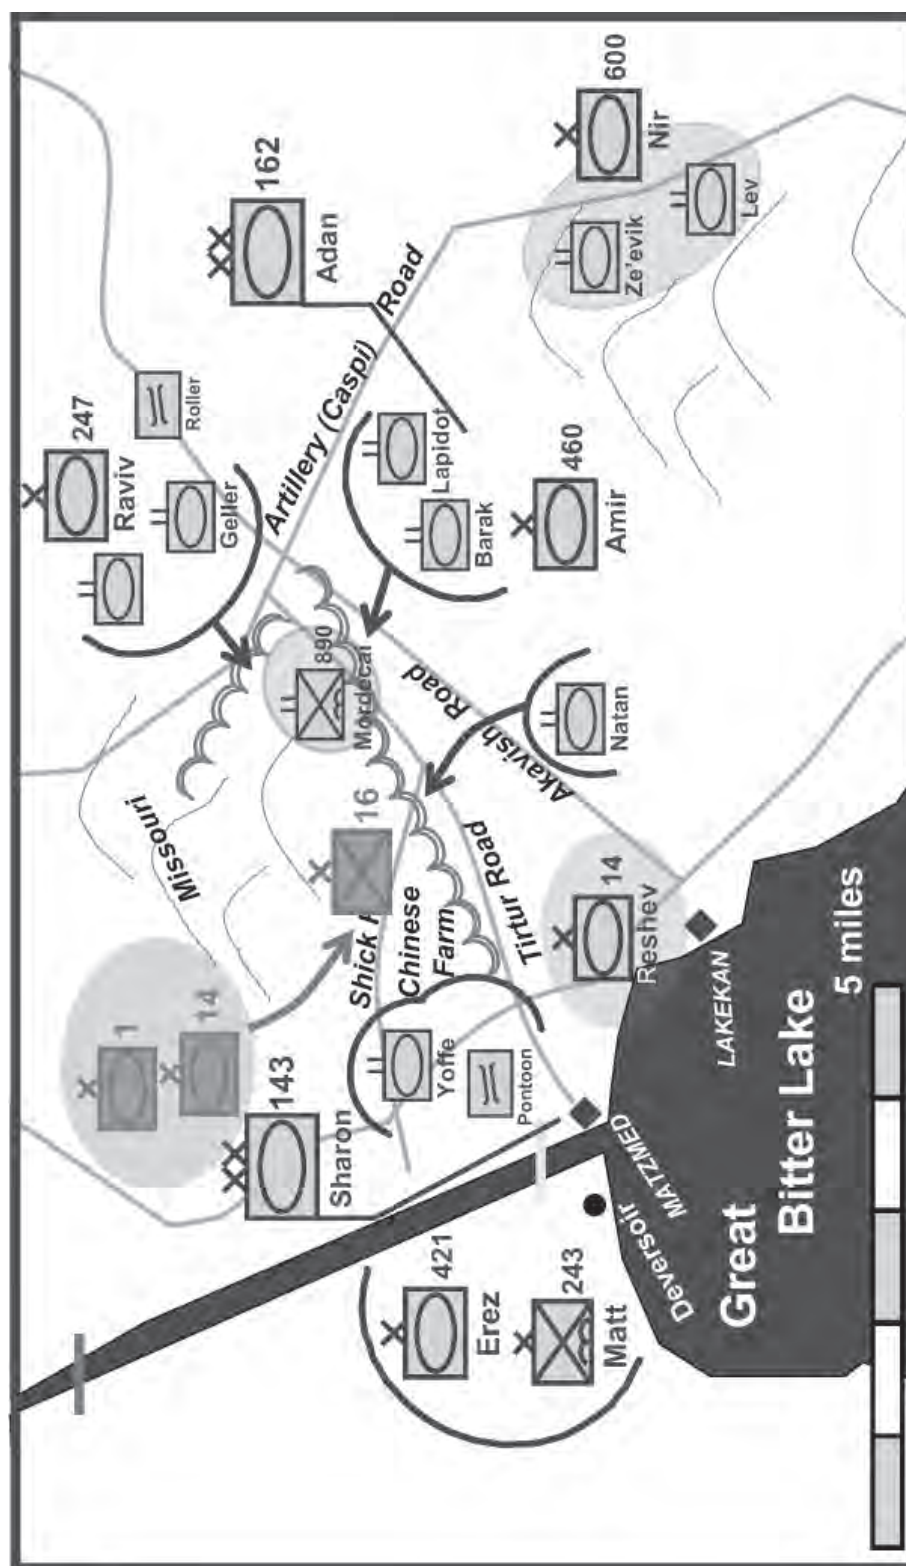 1
14
143
Sharon
421
Erez
243
Matt
Missouri
16
Shick R
Chinese
Farm
Yoffe
Pontoon
Tirtur Road
14
Reshev
LAKEKAN
MATZMED
Deversoir
Great
Bitter Lake
5 miles
247
Raviv
Geller
Roller
890
Mordecai
Artillery (Caspi) Road
162
Adan
Lapidot
Barak
460
Amir
Akavish Road
Natan
600
Nir
Ze'evik
Lev